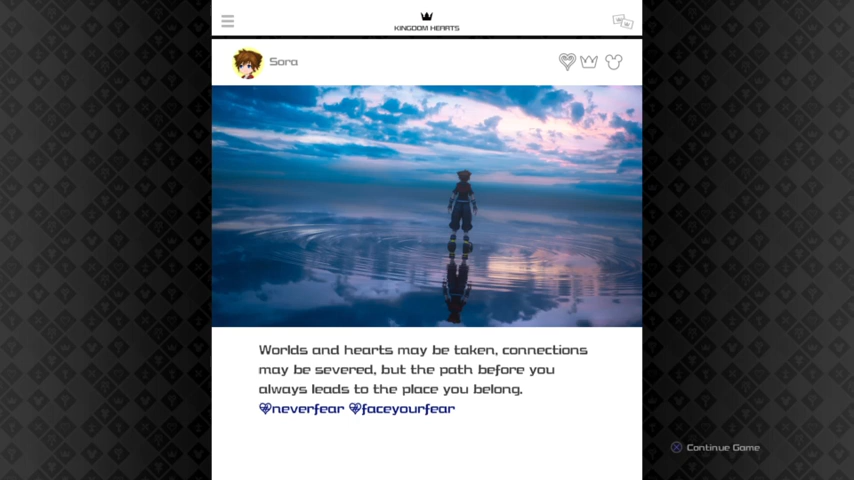 KINGDOM HEARTS
Sora
Worlds and hearts may be taken, connections
may be severed, but the path before you
always leads to the place you belong.
neverfear faceyourfear
Continue Game